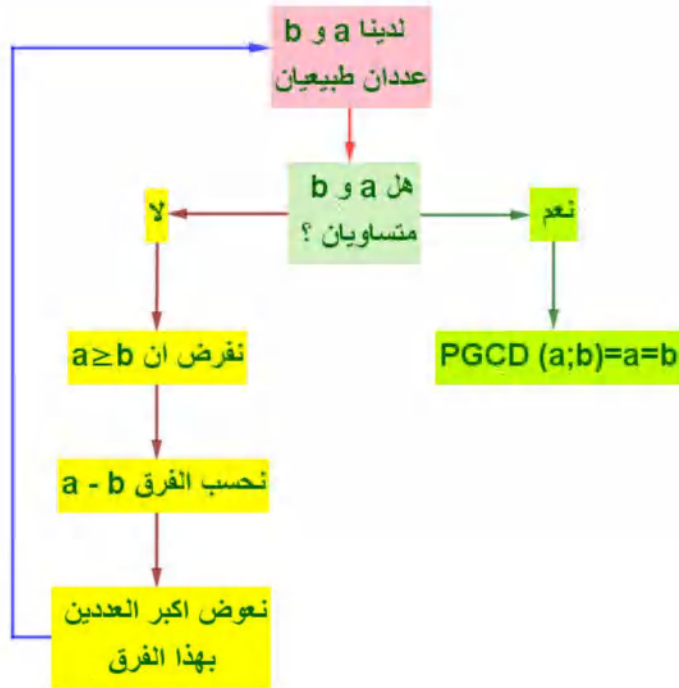 لدينا a و b
عددان طبيعيان
هل a و b
متساويان ؟
نعم
لا
PGCD (a;b)=a=b
نفرض ان a≥b
نحسب الفرق a - b
نعوض اكبر العددين
بهذا الفرق